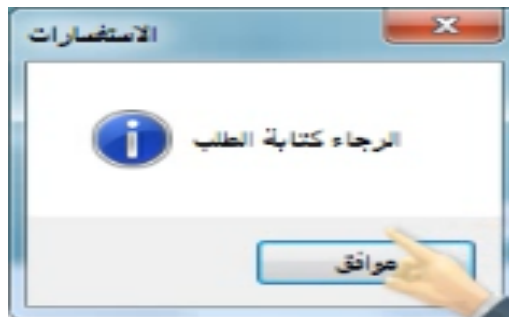 الاستفسارات
الرجاء كتابة الطلب
موافق